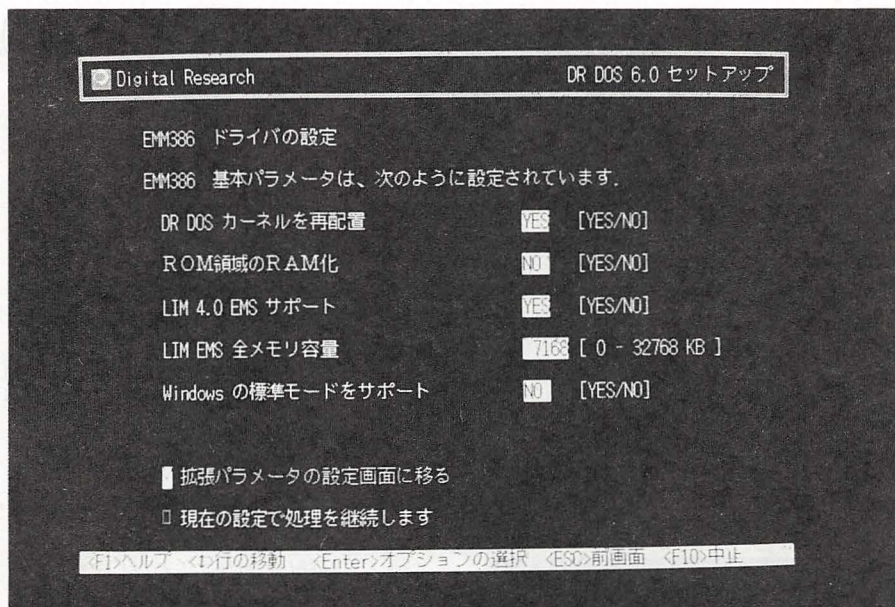 Digital Research DR DOS 6.0 セットアップ
EMM386 ドライバの設定
EMM386 基本パラメータは、次のように設定されています.
DR DOS カーネルを再配置 YES [YES/NO]
ROM領域のRAM化 NO [YES/NO]
LIM 4.0 EMS サポート YES [YES/NO]
LIM EMS 全メモリ容量 7168 [ 0 - 32768 KB ]
Windows の標準モードをサポート NO [YES/NO]
拡張パラメータの設定画面に移る
現在の設定で処理を継続します
<F1>ヘルプ <↓>行の移動 <Enter>オプションの選択 <ESC>前画面 <F10>中止